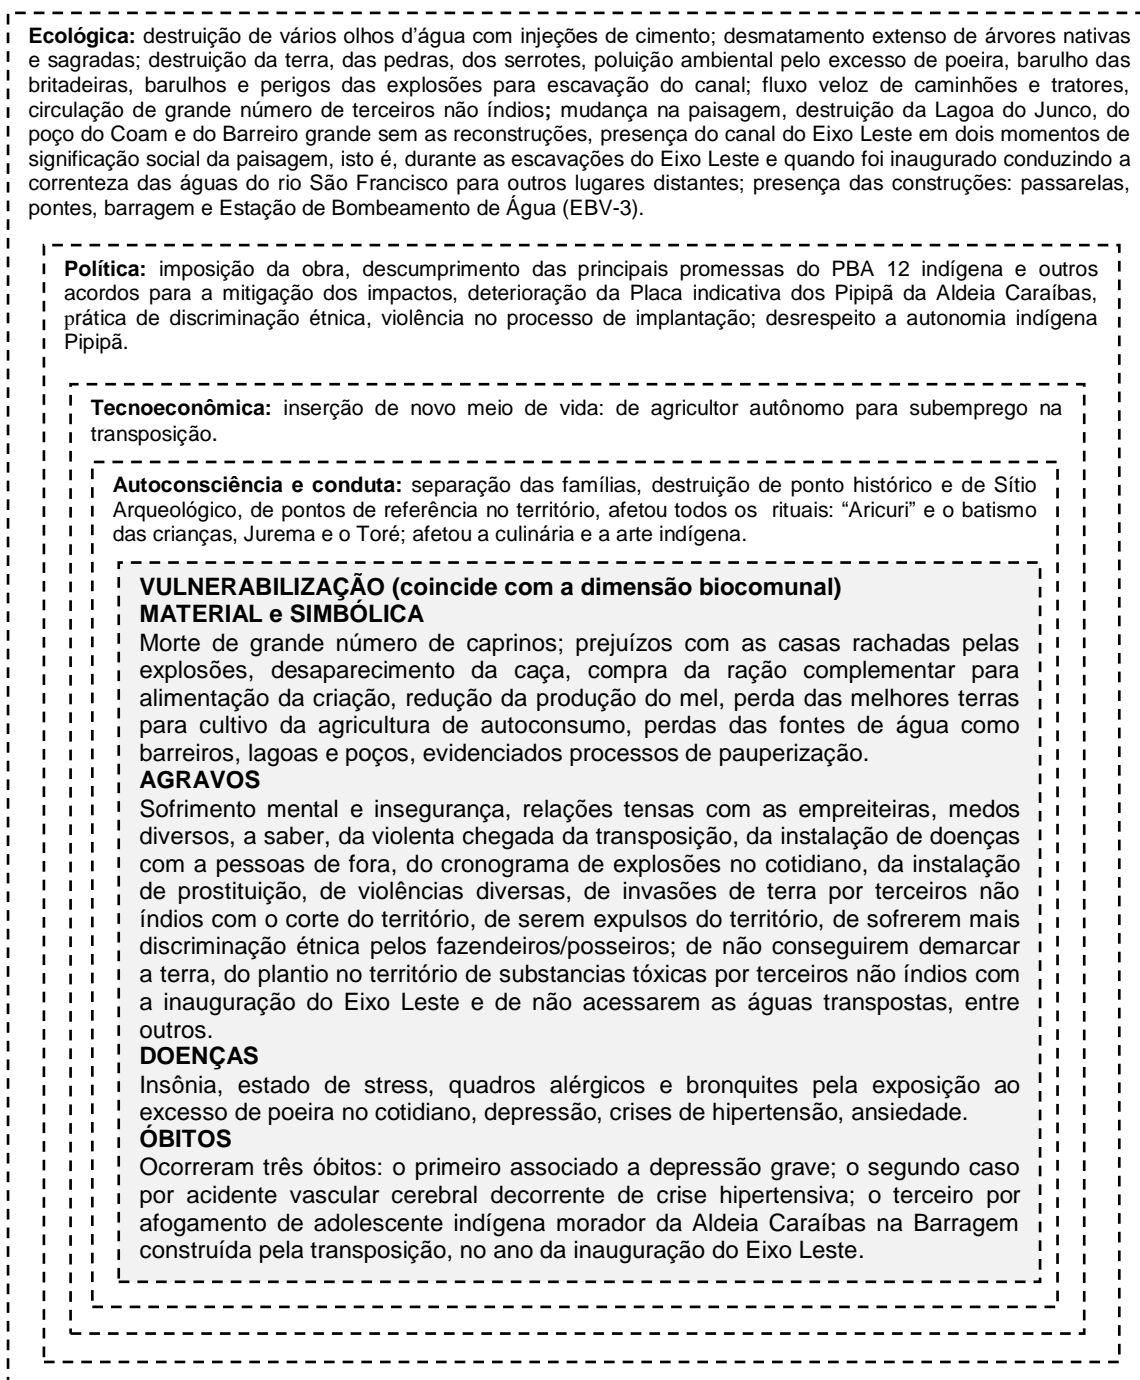 Ecológica: destruição de vários olhos d’água com injeções de cimento; desmatamento extenso de árvores nativas
e sagradas; destruição da terra, das pedras, dos serrotes, poluição ambiental pelo excesso de poeira, barulho das
britadeiras, barulhos e perigos das explosões para escavação do canal; fluxo veloz de caminhões e tratores,
circulação de grande número de terceiros não índios; mudança na paisagem, destruição da Lagoa do Junco, do
poço do Coam e do Barreiro grande sem as reconstruções, presença do canal do Eixo Leste em dois momentos de
significação social da paisagem, isto é, durante as escavações do Eixo Leste e quando foi inaugurado conduzindo a
correnteza das águas do rio São Francisco para outros lugares distantes; presença das construções: passarelas,
pontes, barragem e Estação de Bombeamento de Água (EBV-3).
Política: imposição da obra, descumprimento das principais promessas do PBA 12 indígena e outros
acordos para a mitigação dos impactos, deterioração da Placa indicativa dos Pipipã da Aldeia Caraíbas,
prática de discriminação étnica, violência no processo de implantação; desrespeito a autonomia indígena
Pipipã.
Tecnoeconômica: inserção de novo meio de vida: de agricultor autônomo para subemprego na
transposição.
Autoconsciência e conduta: separação das famílias, destruição de ponto histórico e de Sítio
Arqueológico, de pontos de referência no território, afetou todos os rituais: “Aricuri” e o batismo
das crianças, Jurema e o Toré; afetou a culinária e a arte indígena.
VULNERABILIZAÇÃO (coincide com a dimensão biocomunal)
MATERIAL e SIMBÓLICA
Morte de grande número de caprinos; prejuízos com as casas rachadas pelas
explosões, desaparecimento da caça, compra da ração complementar para
alimentação da criação, redução da produção do mel, perda das melhores terras
para cultivo da agricultura de autoconsumo, perdas das fontes de água como
barreiros, lagoas e poços, evidenciados processos de pauperização.
AGRAVOS
Sofrimento mental e insegurança, relações tensas com as empreiteiras, medos
diversos, a saber, da violenta chegada da transposição, da instalação de doenças
com a pessoas de fora, do cronograma de explosões no cotidiano, da instalação
de prostituição, de violências diversas, de invasões de terra por terceiros não
índios com o corte do território, de serem expulsos do território, de sofrerem mais
discriminação étnica pelos fazendeiros/posseiros; de não conseguirem demarcar
a terra, do plantio no território de substancias tóxicas por terceiros não índios com
a inauguração do Eixo Leste e de não acessarem as águas transpostas, entre
outros.
DOENÇAS
Insônia, estado de stress, quadros alérgicos e bronquites pela exposição ao
excesso de poeira no cotidiano, depressão, crises de hipertensão, ansiedade.
ÓBITOS
Ocorreram três óbitos: o primeiro associado a depressão grave; o segundo caso
por acidente vascular cerebral decorrente de crise hipertensiva; o terceiro por
afogamento de adolescente indígena morador da Aldeia Caraíbas na Barragem
construída pela transposição, no ano da inauguração do Eixo Leste.